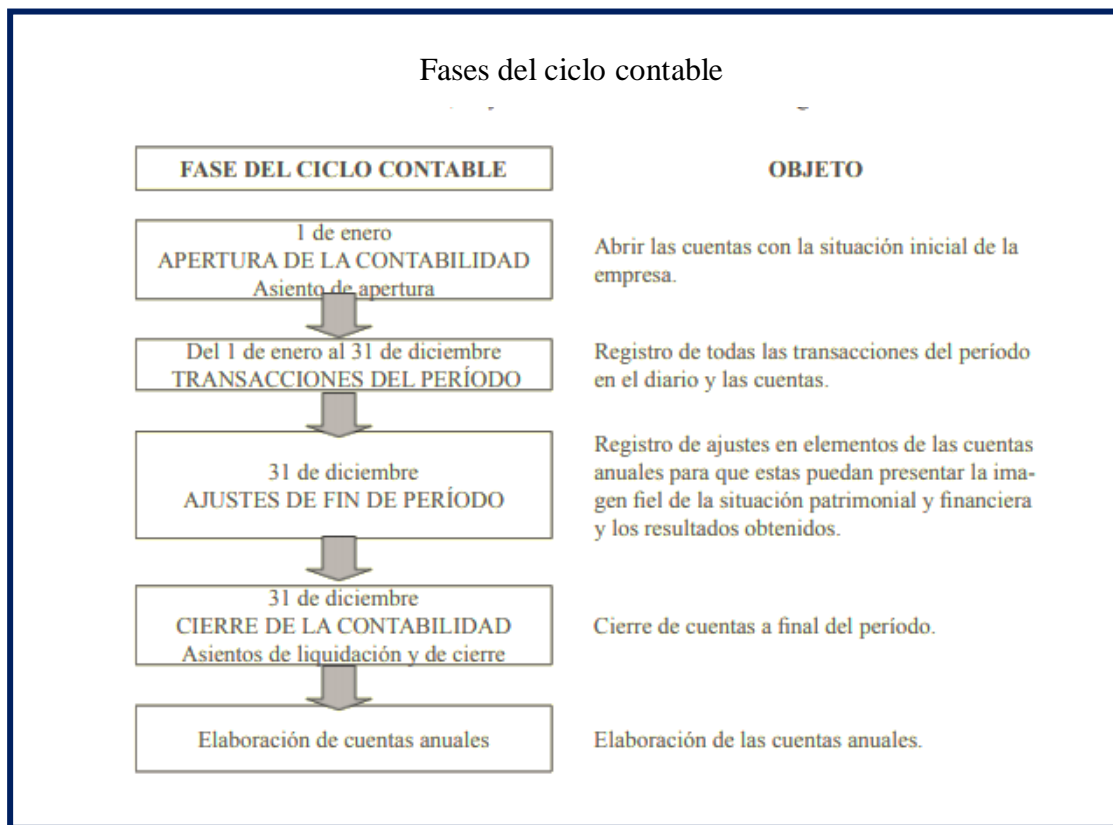 Fases del ciclo contable
FASE DEL CICLO CONTABLE
OBJETO
1 de enero
APERTURA DE LA CONTABILIDAD
Asiento de apertura
Abrir las cuentas con la situación inicial de la
empresa.
Del 1 de enero al 31 de diciembre
TRANSACCIONES DEL PERÍODO
Registro de todas las transacciones del período
en el diario y las cuentas.
31 de diciembre
AJUSTES DE FIN DE PERÍODO
Registro de ajustes en elementos de las cuentas
anuales para que estas puedan presentar la ima-
gen fiel de la situación patrimonial y financiera
y los resultados obtenidos.
31 de diciembre
CIERRE DE LA CONTABILIDAD
Asientos de liquidación y de cierre
Cierre de cuentas a final del período.
Elaboración de cuentas anuales
Elaboración de las cuentas anuales.